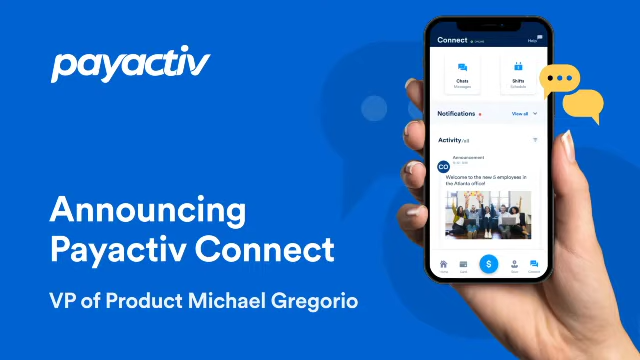 payactiv
Announcing
Payactiv Connect
VP of Product Michael Gregorio
Connect
Help
Chats
Messages
Shifts
Schedule
Notifications
View all
Activity
Announcement
CO
Welcome to the new 5 employees in
the Atlanta office!
$